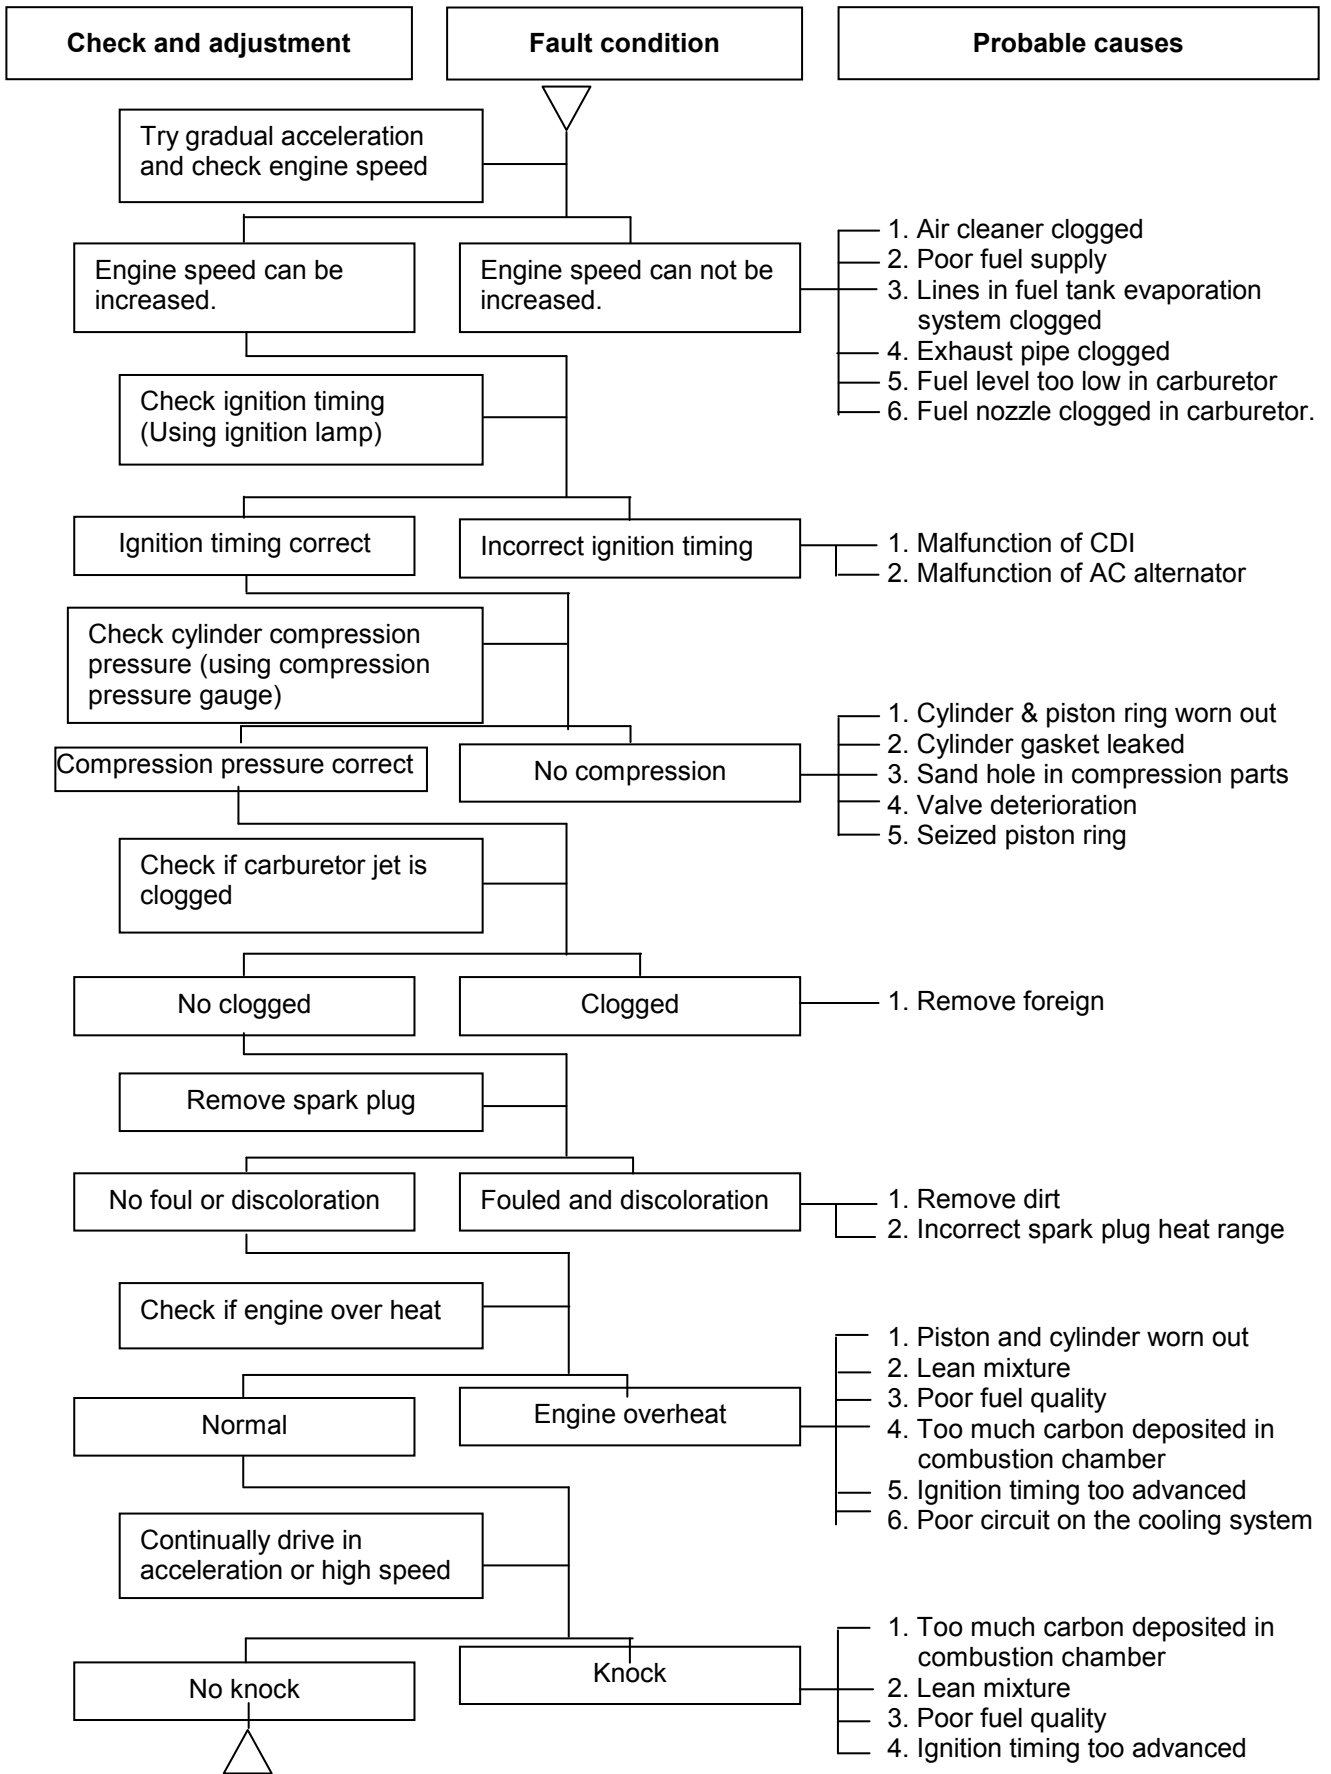 Check and adjustment
Fault condition
Probable causes
Try gradual acceleration
and check engine speed
Engine speed can be
increased.
Engine speed can not be
increased.
1. Air cleaner clogged
2. Poor fuel supply
3. Lines in fuel tank evaporation
system clogged
4. Exhaust pipe clogged
5. Fuel level too low in carburetor
6. Fuel nozzle clogged in carburetor.
Check ignition timing
(Using ignition lamp)
Ignition timing correct
Incorrect ignition timing
1. Malfunction of CDI
2. Malfunction of AC alternator
Check cylinder compression
pressure (using compression
pressure gauge)
Compression pressure correct
No compression
1. Cylinder & piston ring worn out
2. Cylinder gasket leaked
3. Sand hole in compression parts
4. Valve deterioration
5. Seized piston ring
Check if carburetor jet is
clogged
No clogged
Clogged
1. Remove foreign
Remove spark plug
No foul or discoloration
Fouled and discoloration
1. Remove dirt
2. Incorrect spark plug heat range
Check if engine over heat
Normal
Engine overheat
1. Piston and cylinder worn out
2. Lean mixture
3. Poor fuel quality
4. Too much carbon deposited in
combustion chamber
5. Ignition timing too advanced
6. Poor circuit on the cooling system
Continually drive in
acceleration or high speed
No knock
Knock
1. Too much carbon deposited in
combustion chamber
2. Lean mixture
3. Poor fuel quality
4. Ignition timing too advanced